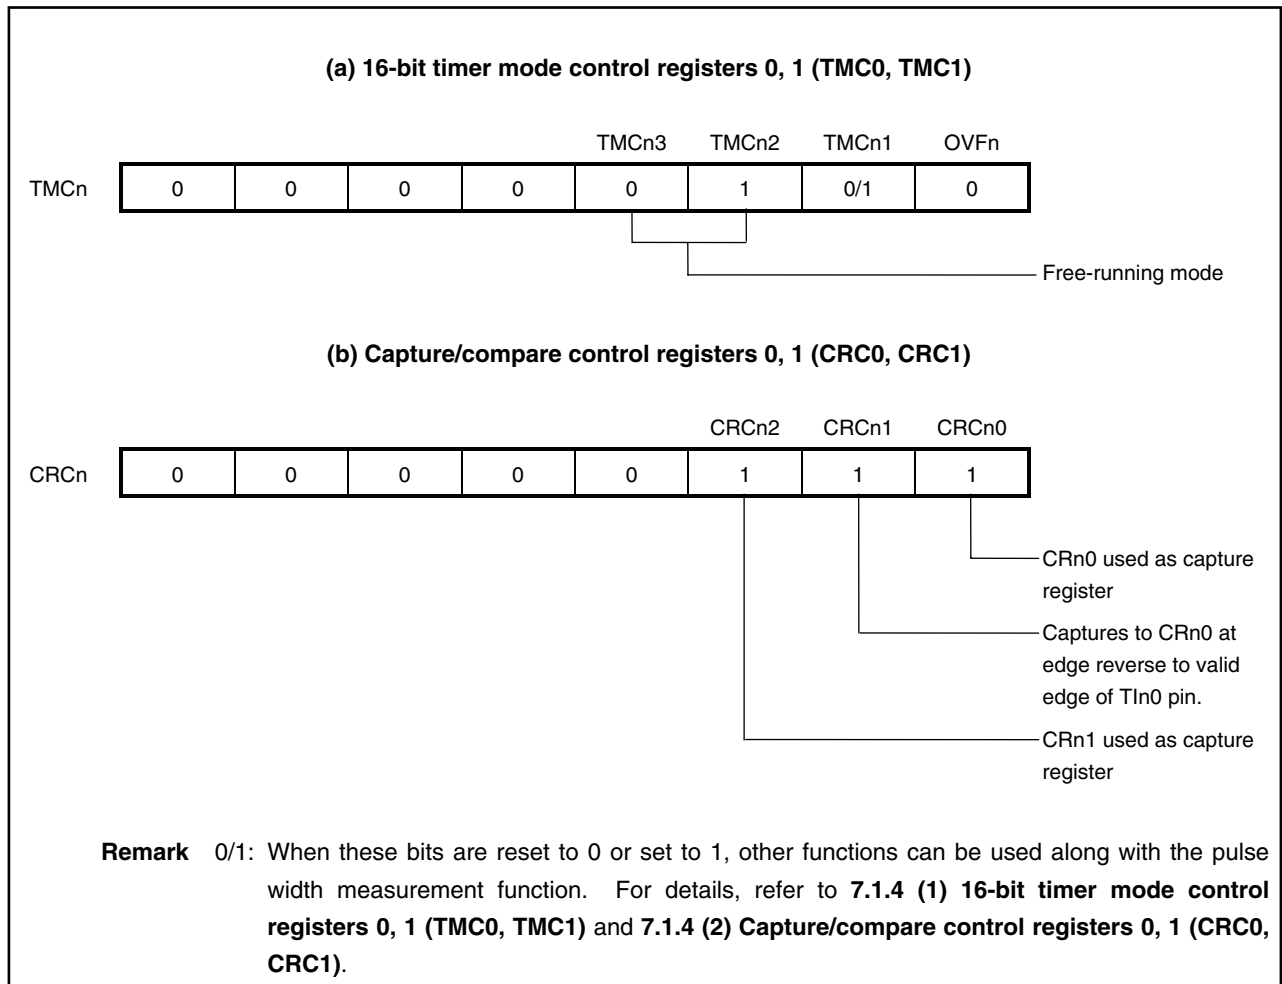 (a) 16-bit timer mode control registers 0, 1 (TMC0, TMC1)
TMCn3 TMCn2 TMCn1 OVFn
TMCn 0 0 0 0 0 1 0/1 0
Free-running mode
(b) Capture/compare control registers 0, 1 (CRC0, CRC1)
CRCn2 CRCn1 CRCn0
CRCn 0 0 0 0 0 1 1 1
CRn0 used as capture
register
Captures to CRn0 at
edge reverse to valid
edge of TIn0 pin.
CRn1 used as capture
register
Remark 0/1: When these bits are reset to 0 or set to 1, other functions can be used along with the pulse
width measurement function. For details, refer to 7.1.4 (1) 16-bit timer mode control
registers 0, 1 (TMC0, TMC1) and 7.1.4 (2) Capture/compare control registers 0, 1 (CRC0,
CRC1).